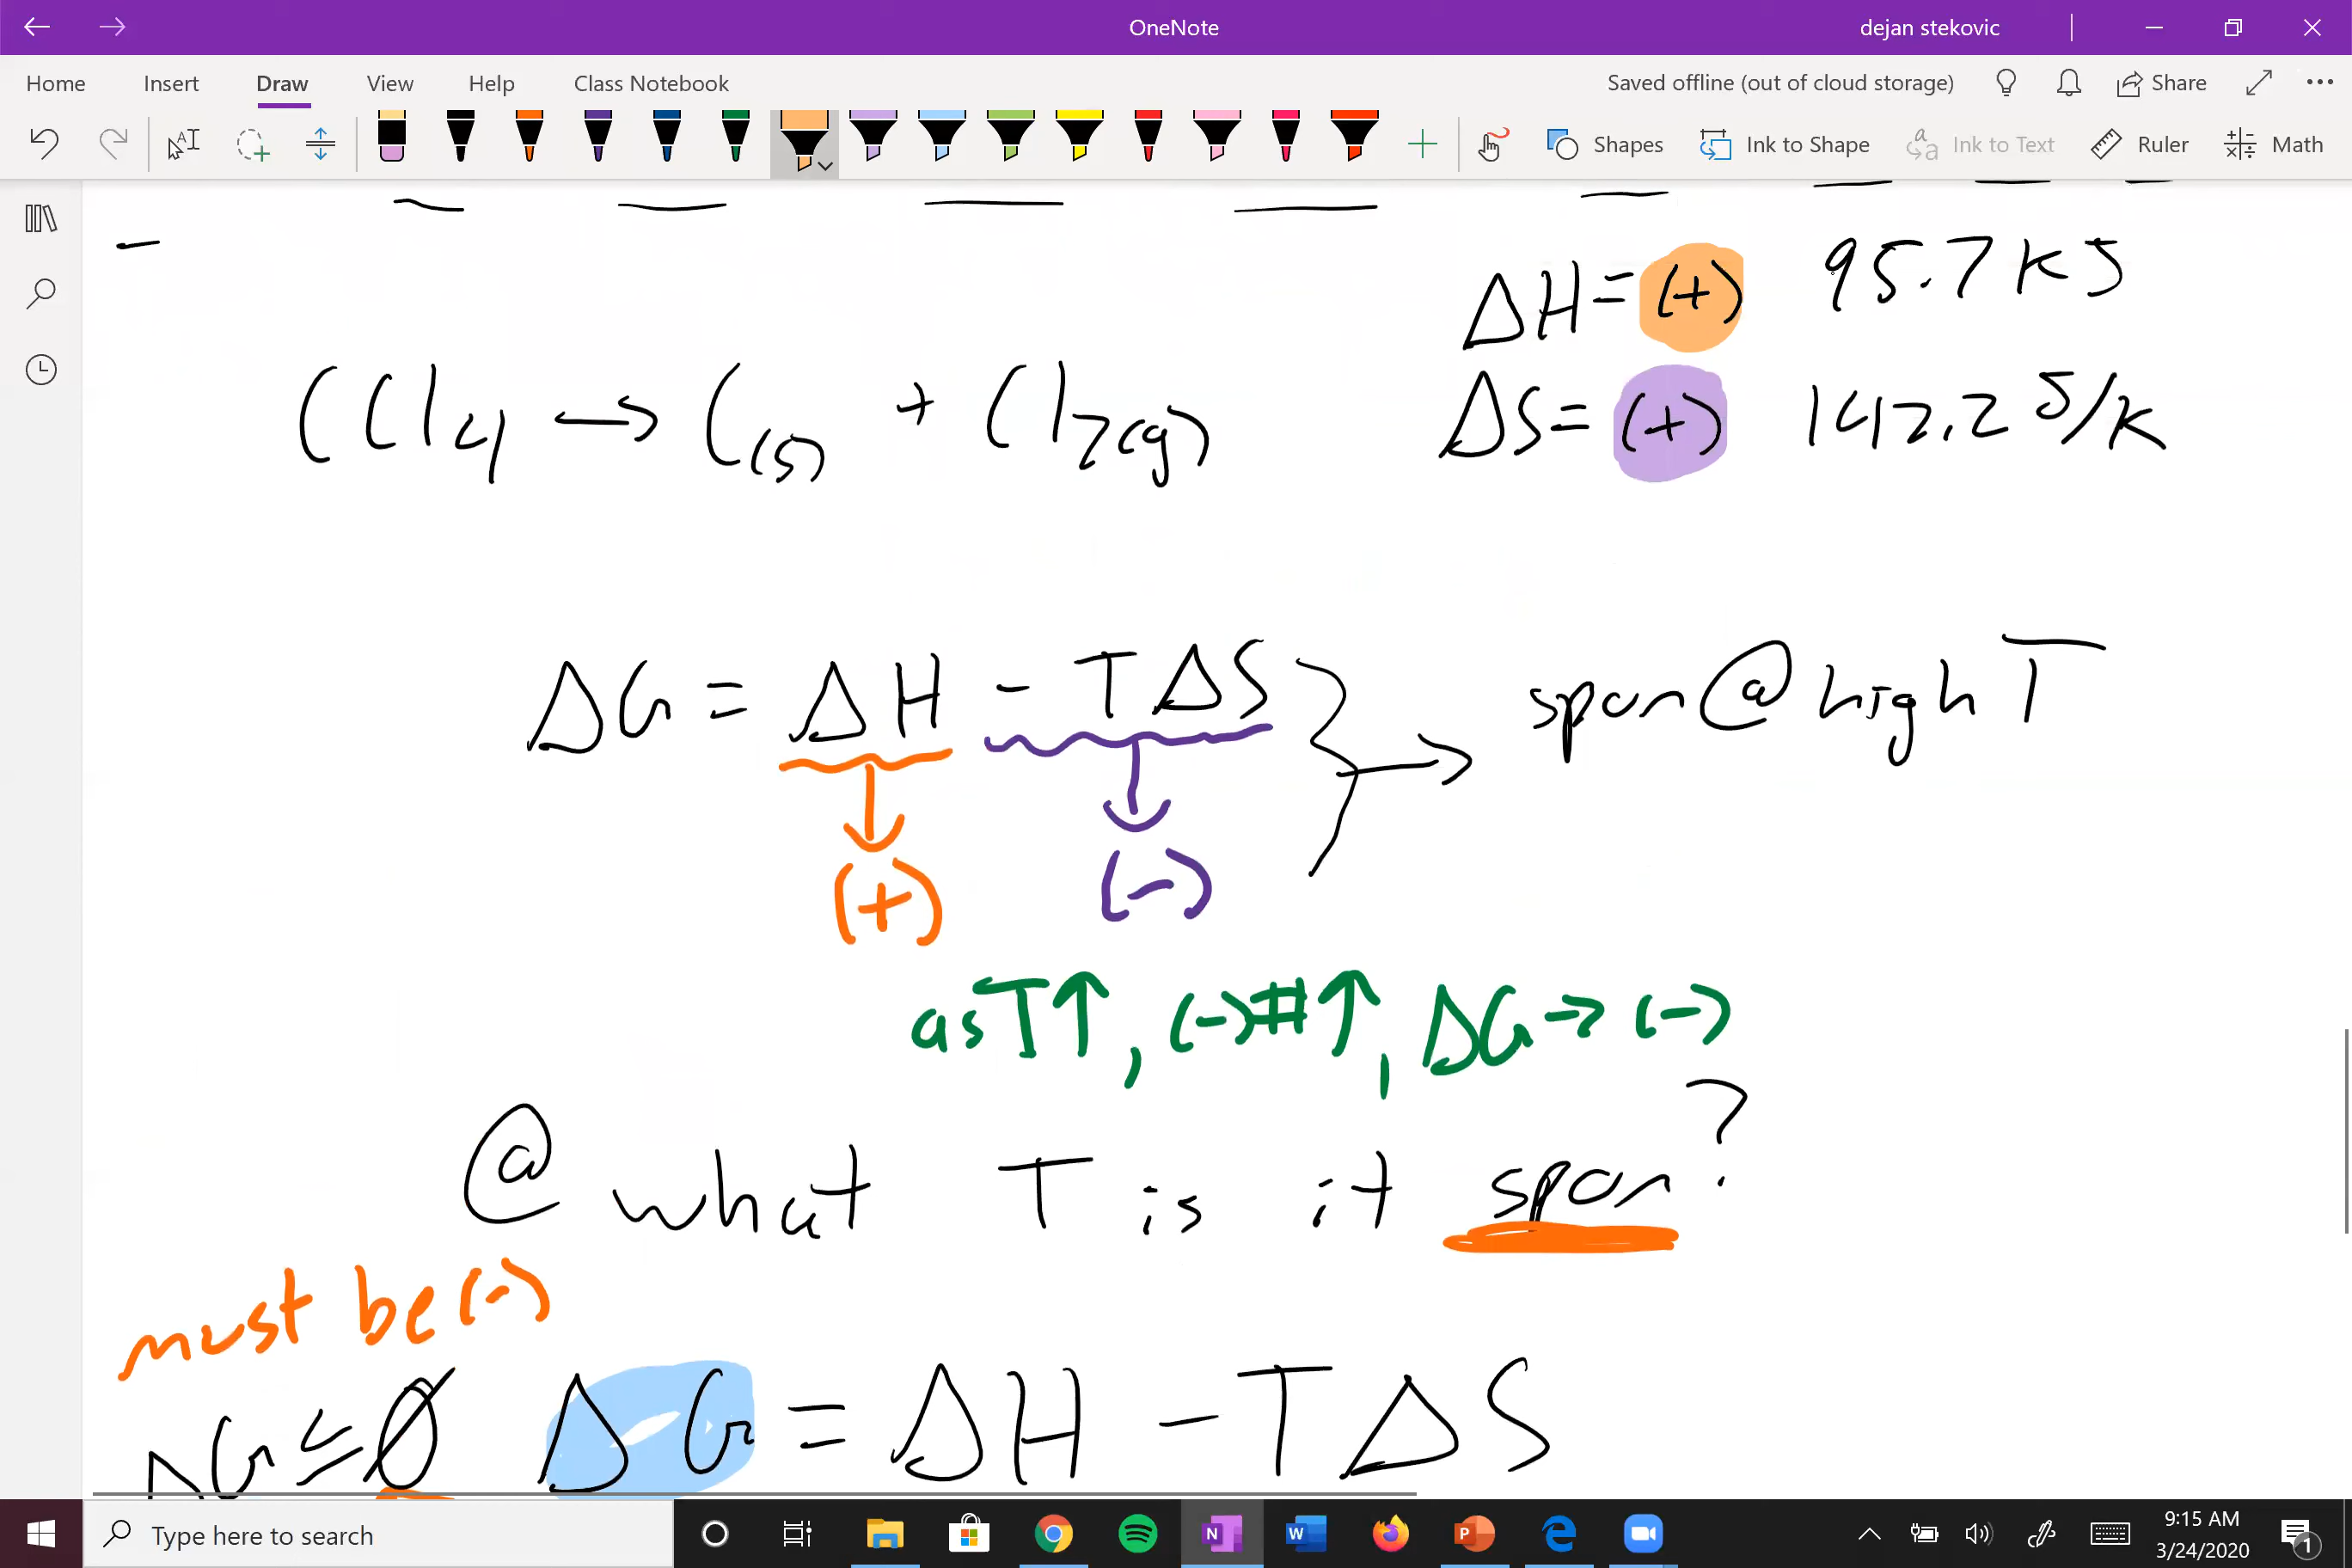 OneNote
dejan stekovic
Home Insert Draw View Help Class Notebook
Saved offline (out of cloud storage) Share
Shapes Ink to Shape Ink to Text Ruler Math
ΔH = (+) 95.7 KJ
CCl4 → C(s) + Cl2(g)
ΔS = (+) 142.2 J/K
ΔG = ΔH - TΔS } → spon @ high T
(+) (-)
as T↑, (-)#↑, ΔG → (-)
@ what T is it spon?
must be (-)
ΔG ≤ 0 ΔG = ΔH - TΔS
Type here to search
9:15 AM
3/24/2020
1